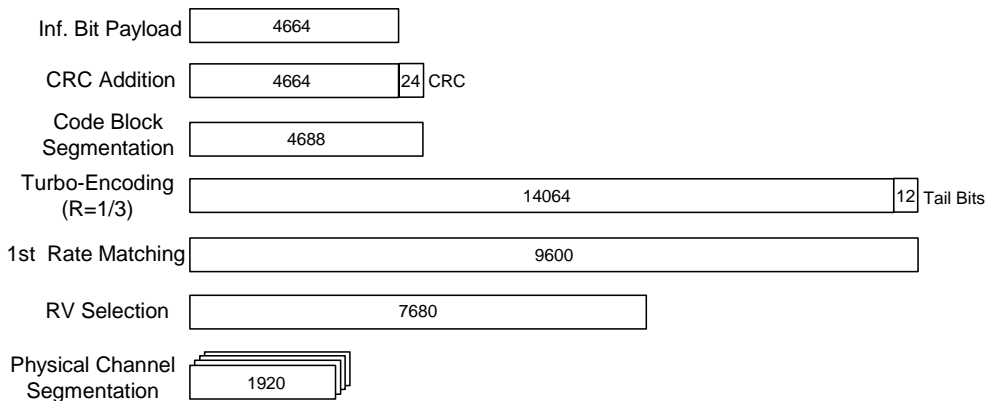 Inf. Bit Payload 4664
CRC Addition 4664 24 CRC
Code Block
Segmentation 4688
Turbo-Encoding
(R=1/3) 14064 12 Tail Bits
1st Rate Matching 9600
RV Selection 7680
Physical Channel
Segmentation 1920